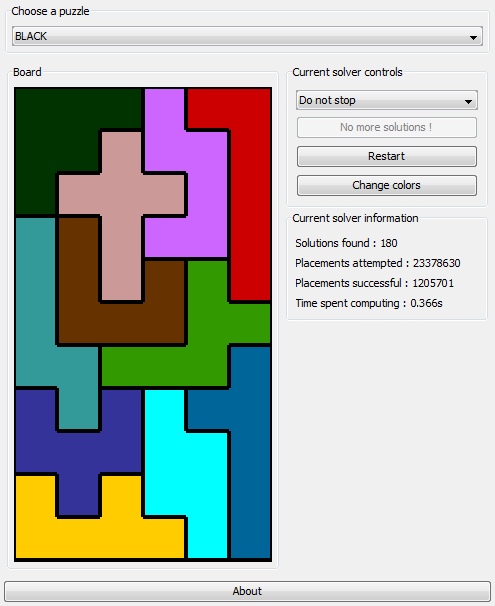 Choose a puzzle
BLACK
Board
Current solver controls
Do not stop
No more solutions !
Restart
Change colors
Current solver information
Solutions found : 180
Placements attempted : 23378630
Placements successful : 1205701
Time spent computing : 0.366s
About